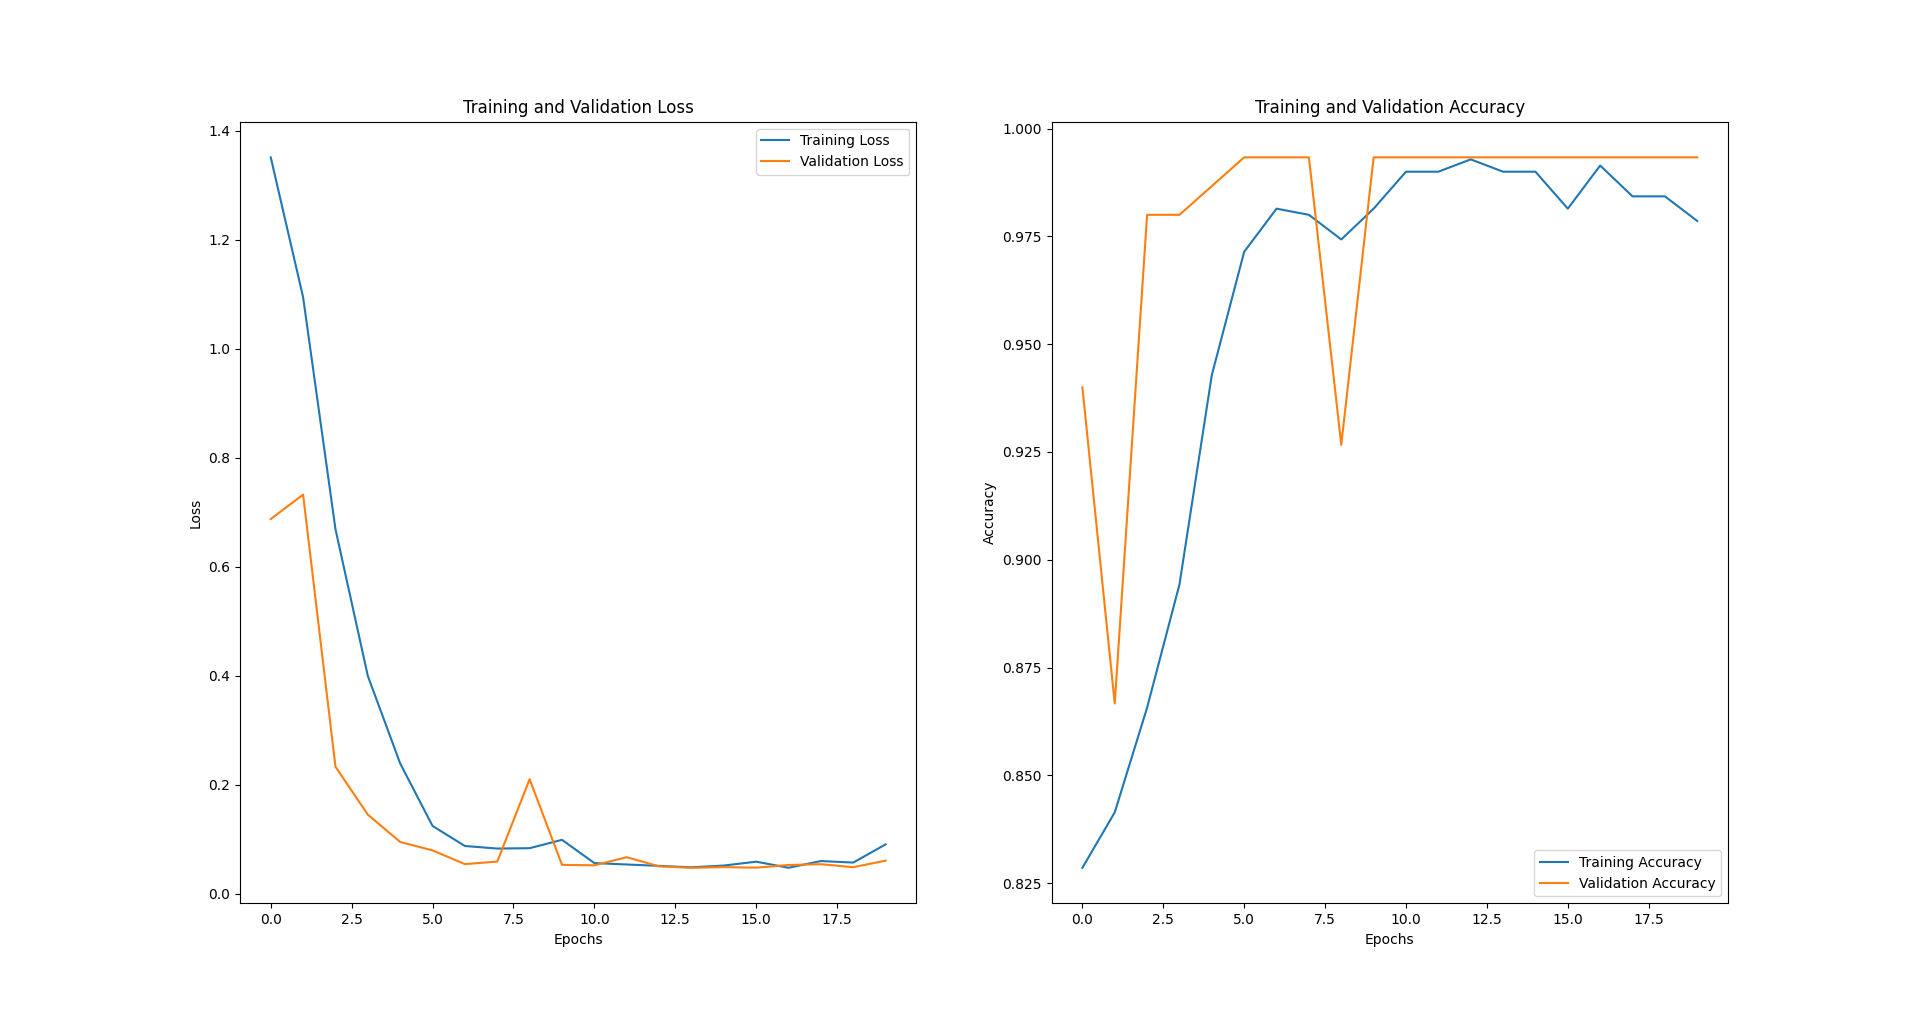 Training and Validation Loss
1.4
1.2
1.0
0.8
0.6
0.4
0.2
0.0
Loss
Training Loss
Validation Loss
0.0 2.5 5.0 7.5 10.0 12.5 15.0 17.5
Epochs
Training and Validation Accuracy
1.000
0.975
0.950
0.925
0.900
0.875
0.850
0.825
Accuracy
Training Accuracy
Validation Accuracy
0.0 2.5 5.0 7.5 10.0 12.5 15.0 17.5
Epochs